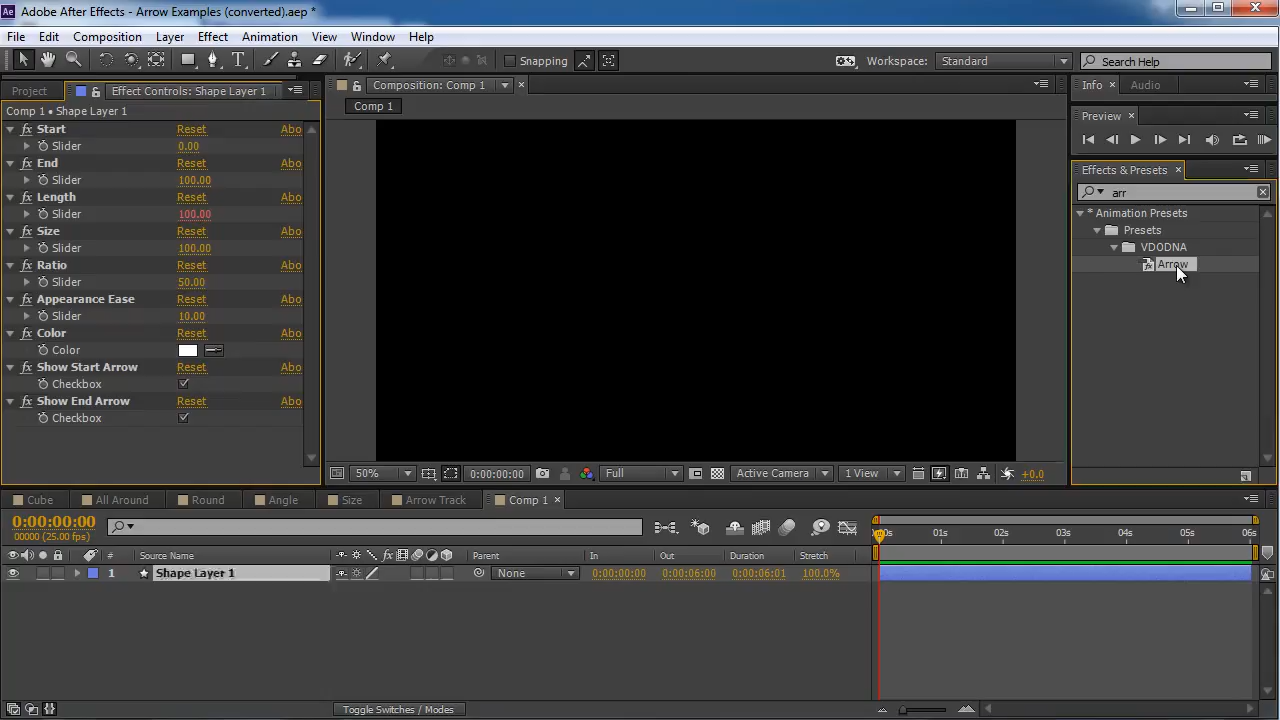 Ae Adobe After Effects - Arrow Examples (converted).aep *
File Edit Composition Layer Effect Animation View Window Help
T Snapping Workspace: Standard Search Help
Project Effect Controls: Shape Layer 1 Composition: Comp 1 Info Audio
Comp 1 • Shape Layer 1 Comp 1
Preview
Effects & Presets
arr
* Animation Presets
Presets
VDODNA
Arrow
fx Start Reset Abo
Slider 0.00
fx End Reset Abo
Slider 100.00
fx Length Reset Abo
Slider 100.00
fx Size Reset Abo
Slider 100.00
fx Ratio Reset Abo
Slider 50.00
fx Appearance Ease Reset Abo
Slider 10.00
fx Color Reset Abo
Color
fx Show Start Arrow Reset Abo
Checkbox
fx Show End Arrow Reset Abo
Checkbox
50% 0:00:00:00 Full Active Camera 1 View +0.0
Cube All Around Round Angle Size Arrow Track Comp 1
0:00:00:00
00000 (25.00 fps)
01s 02s 03s 04s 05s 06s
# Source Name fx Parent In Out Duration Stretch
1 Shape Layer 1 None 0:00:00:00 0:00:06:00 0:00:06:01 100.0%
Toggle Switches / Modes